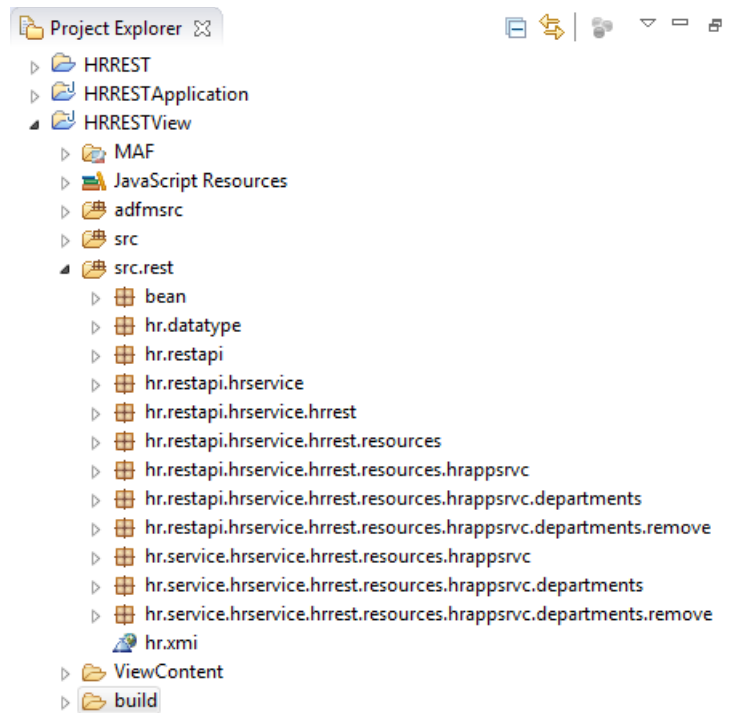 Project Explorer
HRREST
HRRESTApplication
HRRESTView
MAF
JavaScript Resources
adfmsrc
src
src.rest
bean
hr.datatype
hr.restapi
hr.restapi.hrservice
hr.restapi.hrservice.hrrest
hr.restapi.hrservice.hrrest.resources
hr.restapi.hrservice.hrrest.resources.hrappsrvc
hr.restapi.hrservice.hrrest.resources.hrappsrvc.departments
hr.restapi.hrservice.hrrest.resources.hrappsrvc.departments.remove
hr.service.hrservice.hrrest.resources.hrappsrvc
hr.service.hrservice.hrrest.resources.hrappsrvc.departments
hr.service.hrservice.hrrest.resources.hrappsrvc.departments.remove
hr.xmi
ViewContent
build